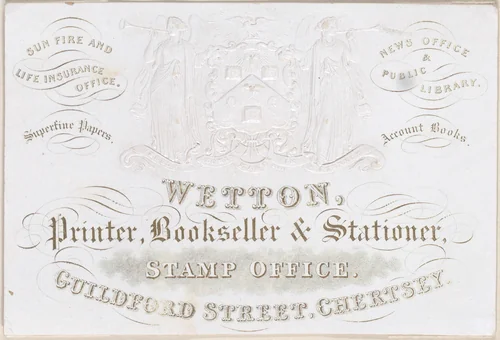 SUN FIRE AND
LIFE INSURANCE
OFFICE.
Superfine Papers.
NEWS OFFICE
&
PUBLIC
LIBRARY.
Account Books.
WETTON,
Printer, Bookseller & Stationer,
STAMP OFFICE.
GUILDFORD STREET, CHERTSEY.